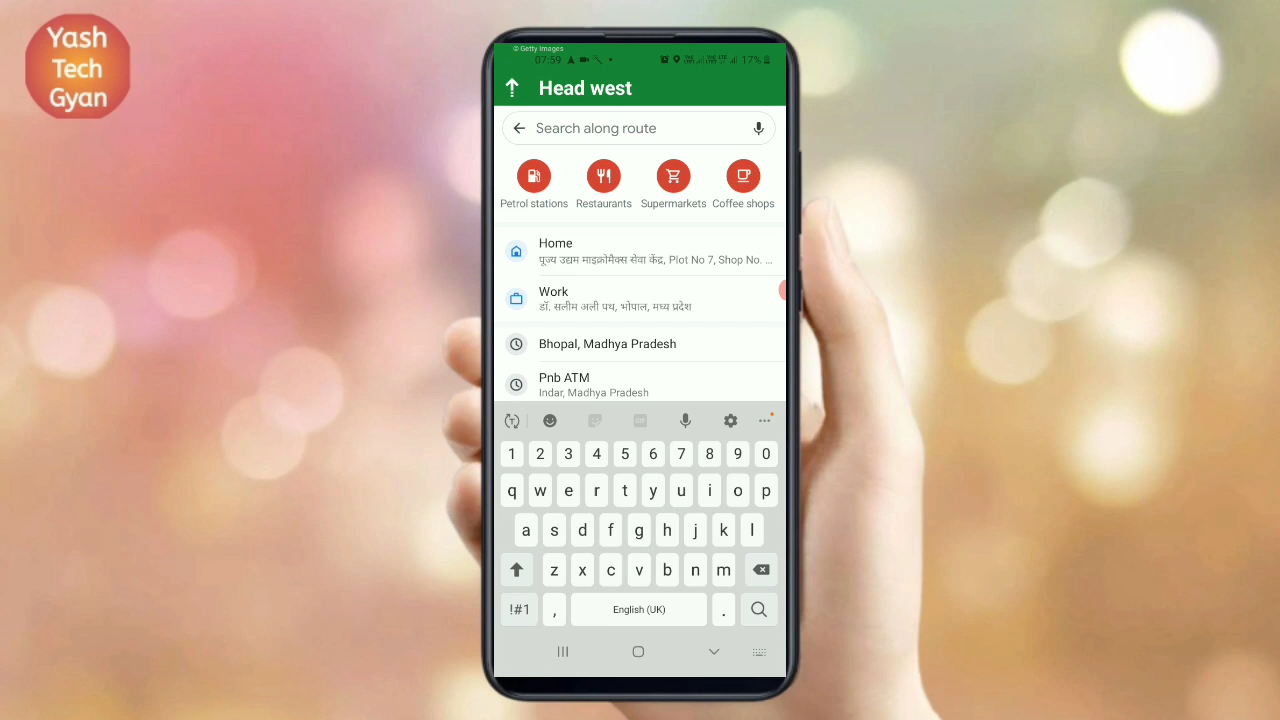 Yash
Tech
Gyan
© Getty Images
07:59
17%
Head west
Search along route
Petrol stations Restaurants Supermarkets Coffee shops
Home
पूज्य उद्यम माइक्रोमैक्स सेवा केंद्र, Plot No 7, Shop No. ...
Work
डॉ. सलीम अली पथ, भोपाल, मध्य प्रदेश
Bhopal, Madhya Pradesh
Pnb ATM
Indar, Madhya Pradesh
1 2 3 4 5 6 7 8 9 0
q w e r t y u i o p
a s d f g h j k l
z x c v b n m
!#1 , English (UK) .